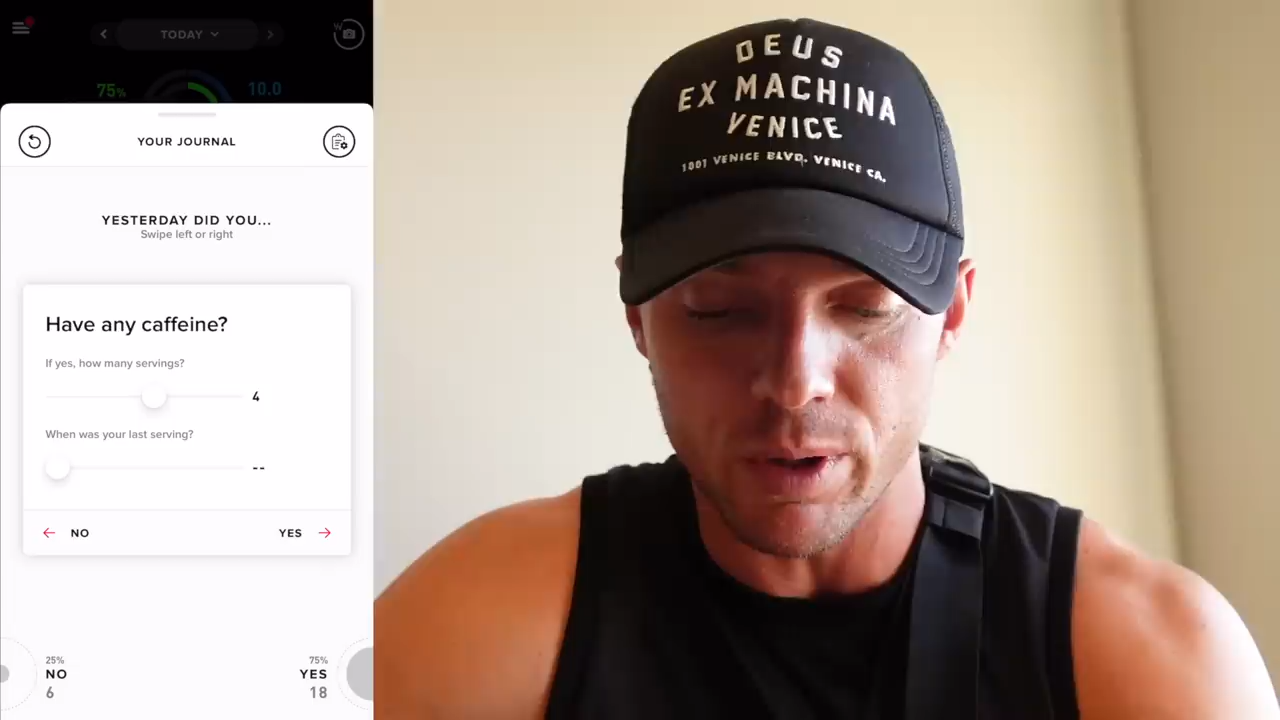 TODAY
75%
10.0
W
YOUR JOURNAL
YESTERDAY DID YOU...
Swipe left or right
Have any caffeine?
If yes, how many servings?
4
When was your last serving?
--
NO
YES
25%
NO
6
75%
YES
18
DEUS
EX MACHINA
VENICE
1001 VENICE BLVD. VENICE CA.